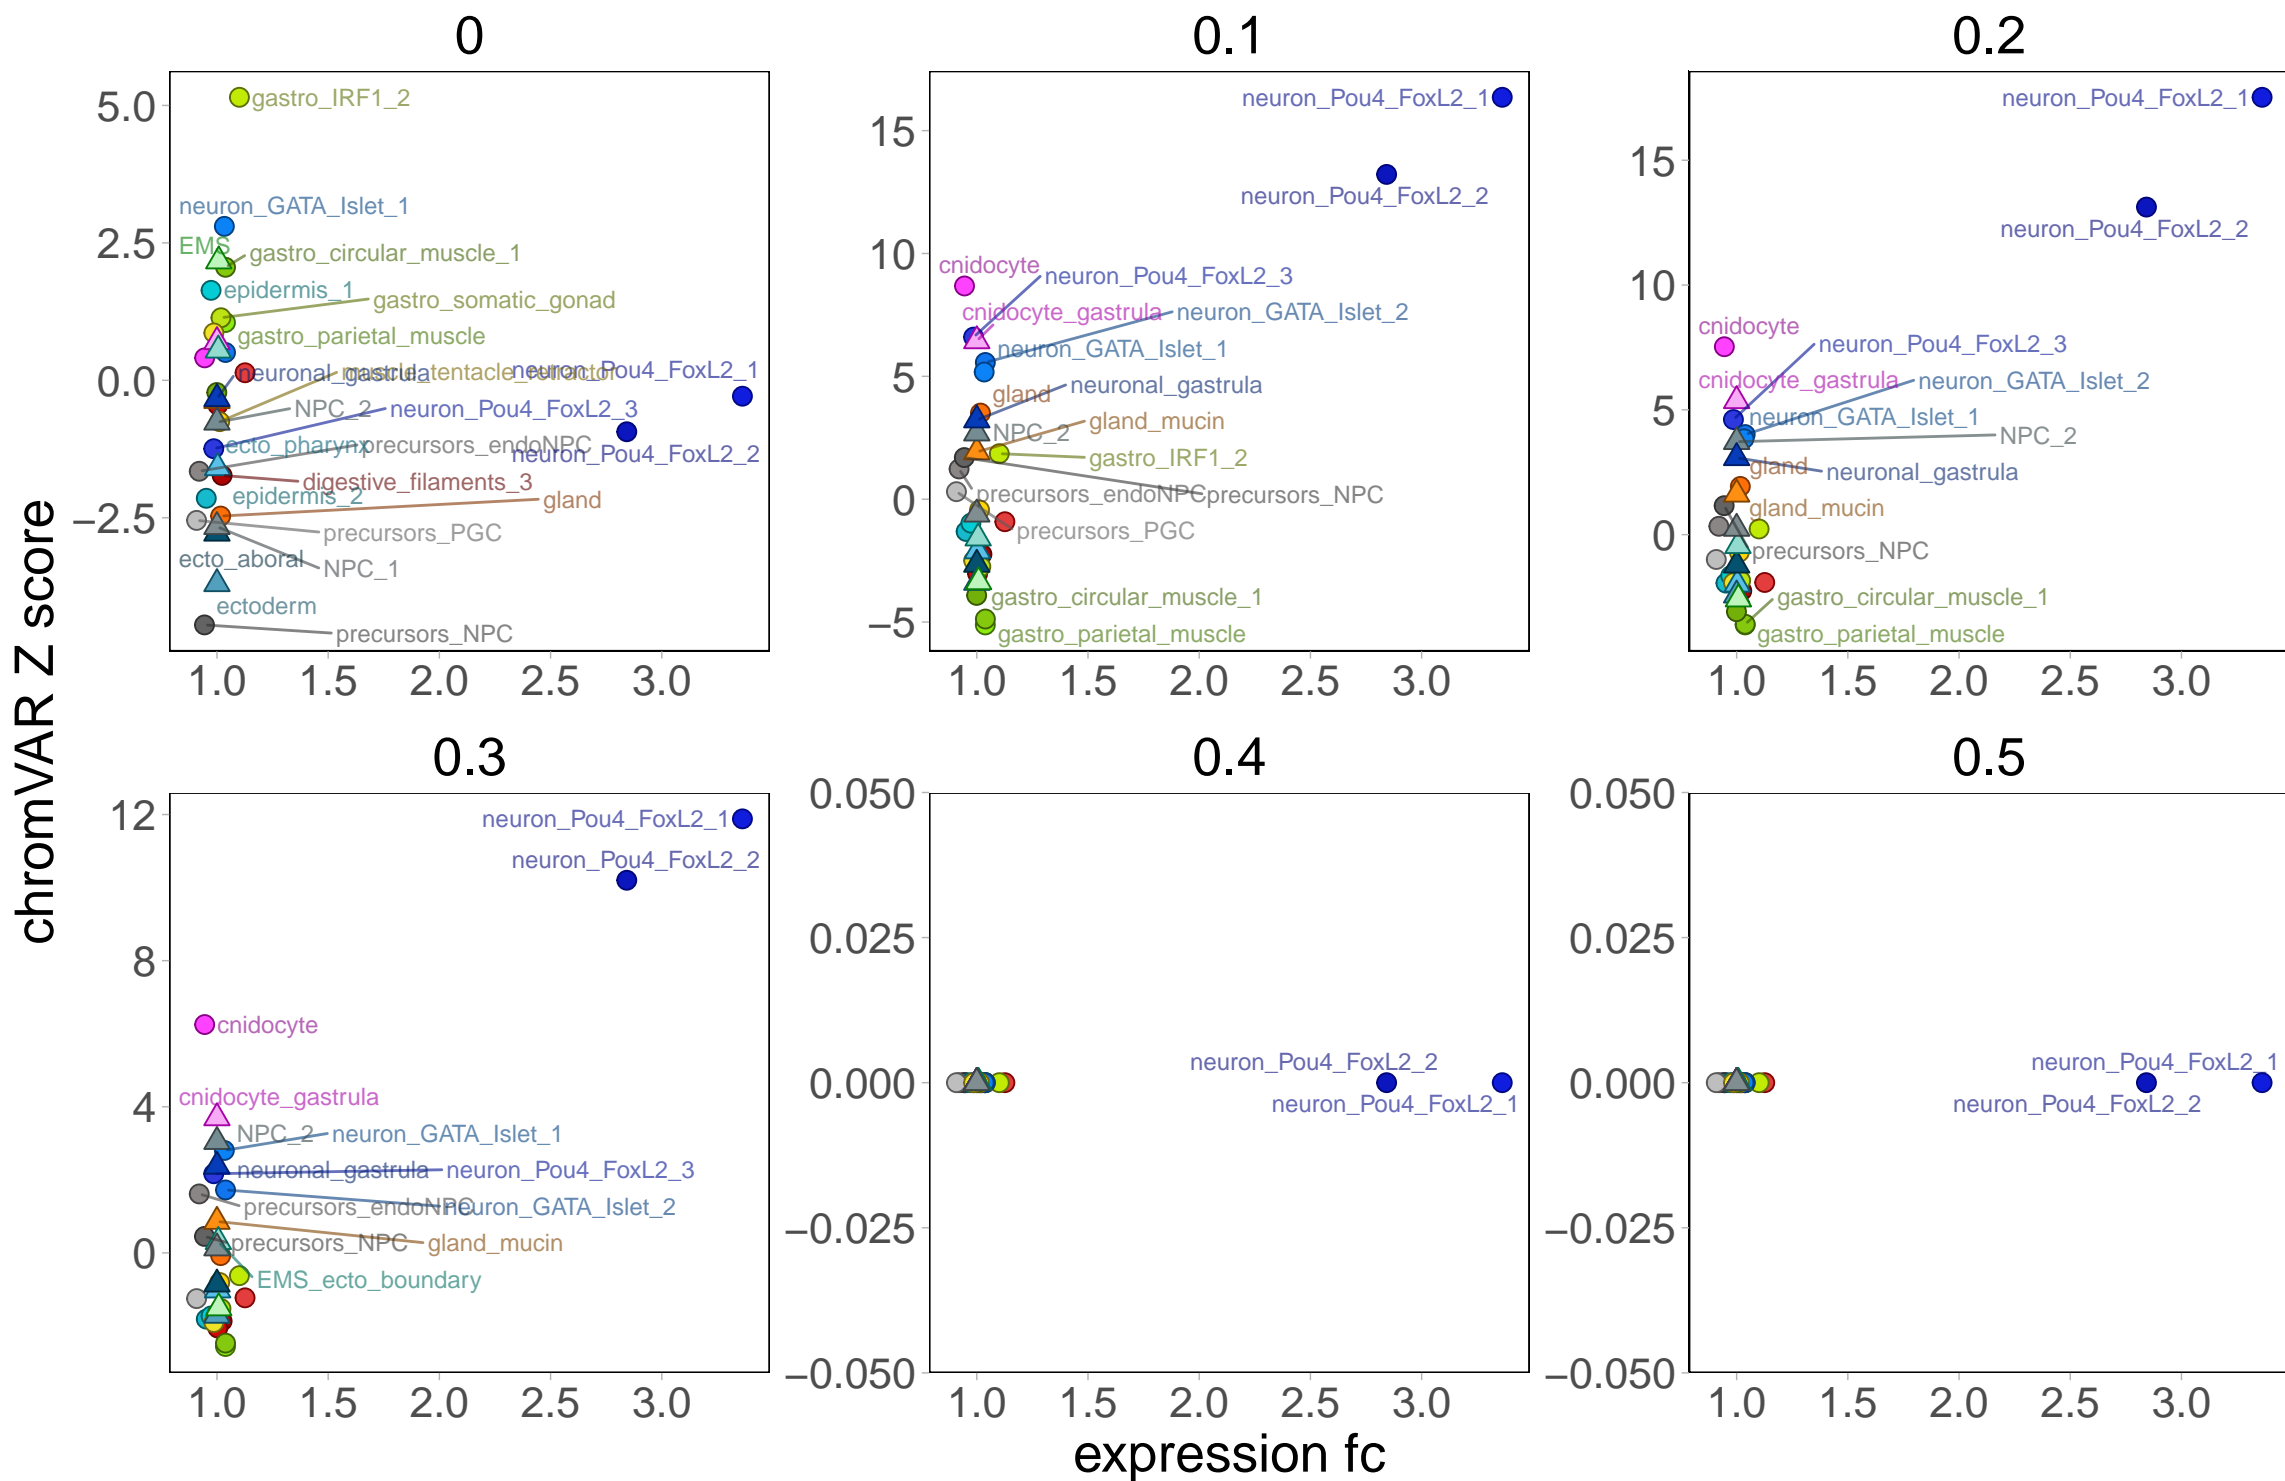 0
0.1
0.2
5.0
2.5
0.0
−2.5
gastro_IRF1_2
neuron_GATA_Islet_1
EMS
gastro_circular_muscle_1
epidermis_1
gastro_somatic_gonad
gastro_parietal_muscle
neuronal_gastrula
muscle_tentacle_retractor
neuron_Pou4_FoxL2_1
NPC_2
neuron_Pou4_FoxL2_3
ecto_pharynx
precursors_endoNPC
neuron_Pou4_FoxL2_2
digestive_filaments_3
epidermis_2
gland
precursors_PGC
ecto_aboral
NPC_1
ectoderm
precursors_NPC
1.0 1.5 2.0 2.5 3.0
15
10
5
0
−5
neuron_Pou4_FoxL2_1
neuron_Pou4_FoxL2_2
cnidocyte
neuron_Pou4_FoxL2_3
cnidocyte_gastrula
neuron_GATA_Islet_2
neuron_GATA_Islet_1
gland
neuronal_gastrula
gland_mucin
NPC_2
gastro_IRF1_2
precursors_endoNPC
precursors_NPC
precursors_PGC
gastro_circular_muscle_1
gastro_parietal_muscle
1.0 1.5 2.0 2.5 3.0
15
10
5
0
neuron_Pou4_FoxL2_1
neuron_Pou4_FoxL2_2
cnidocyte
neuron_Pou4_FoxL2_3
cnidocyte_gastrula
neuron_GATA_Islet_2
neuron_GATA_Islet_1
NPC_2
gland
neuronal_gastrula
gland_mucin
precursors_NPC
gastro_circular_muscle_1
gastro_parietal_muscle
1.0 1.5 2.0 2.5 3.0
chromVAR Z score
0.3
0.4
0.5
12
8
4
0
neuron_Pou4_FoxL2_1
neuron_Pou4_FoxL2_2
cnidocyte
cnidocyte_gastrula
NPC_2
neuron_GATA_Islet_1
neuronal_gastrula
neuron_Pou4_FoxL2_3
precursors_endoNPC
neuron_GATA_Islet_2
precursors_NPC
gland_mucin
EMS_ecto_boundary
1.0 1.5 2.0 2.5 3.0
0.050
0.025
0.000
−0.025
−0.050
neuron_Pou4_FoxL2_2
neuron_Pou4_FoxL2_1
1.0 1.5 2.0 2.5 3.0
0.050
0.025
0.000
−0.025
−0.050
neuron_Pou4_FoxL2_1
neuron_Pou4_FoxL2_2
1.0 1.5 2.0 2.5 3.0
expression fc